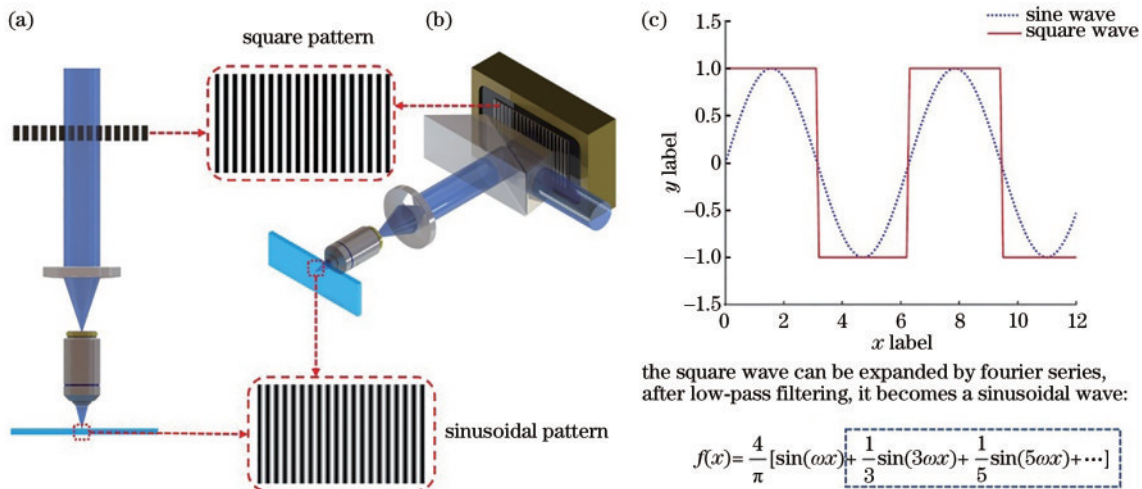 (a)
square pattern
(b)
sinusoidal pattern
(c)
sine wave
square wave
1.5
1.0
0.5
0
−0.5
−1.0
−1.5
y label
0 2 4 6 8 10 12
x label
the square wave can be expanded by fourier series,
after low-pass filtering, it becomes a sinusoidal wave:
f(x)= 4/π [sin(ωx)+ 1/3 sin(3ωx)+ 1/5 sin(5ωx)+···]